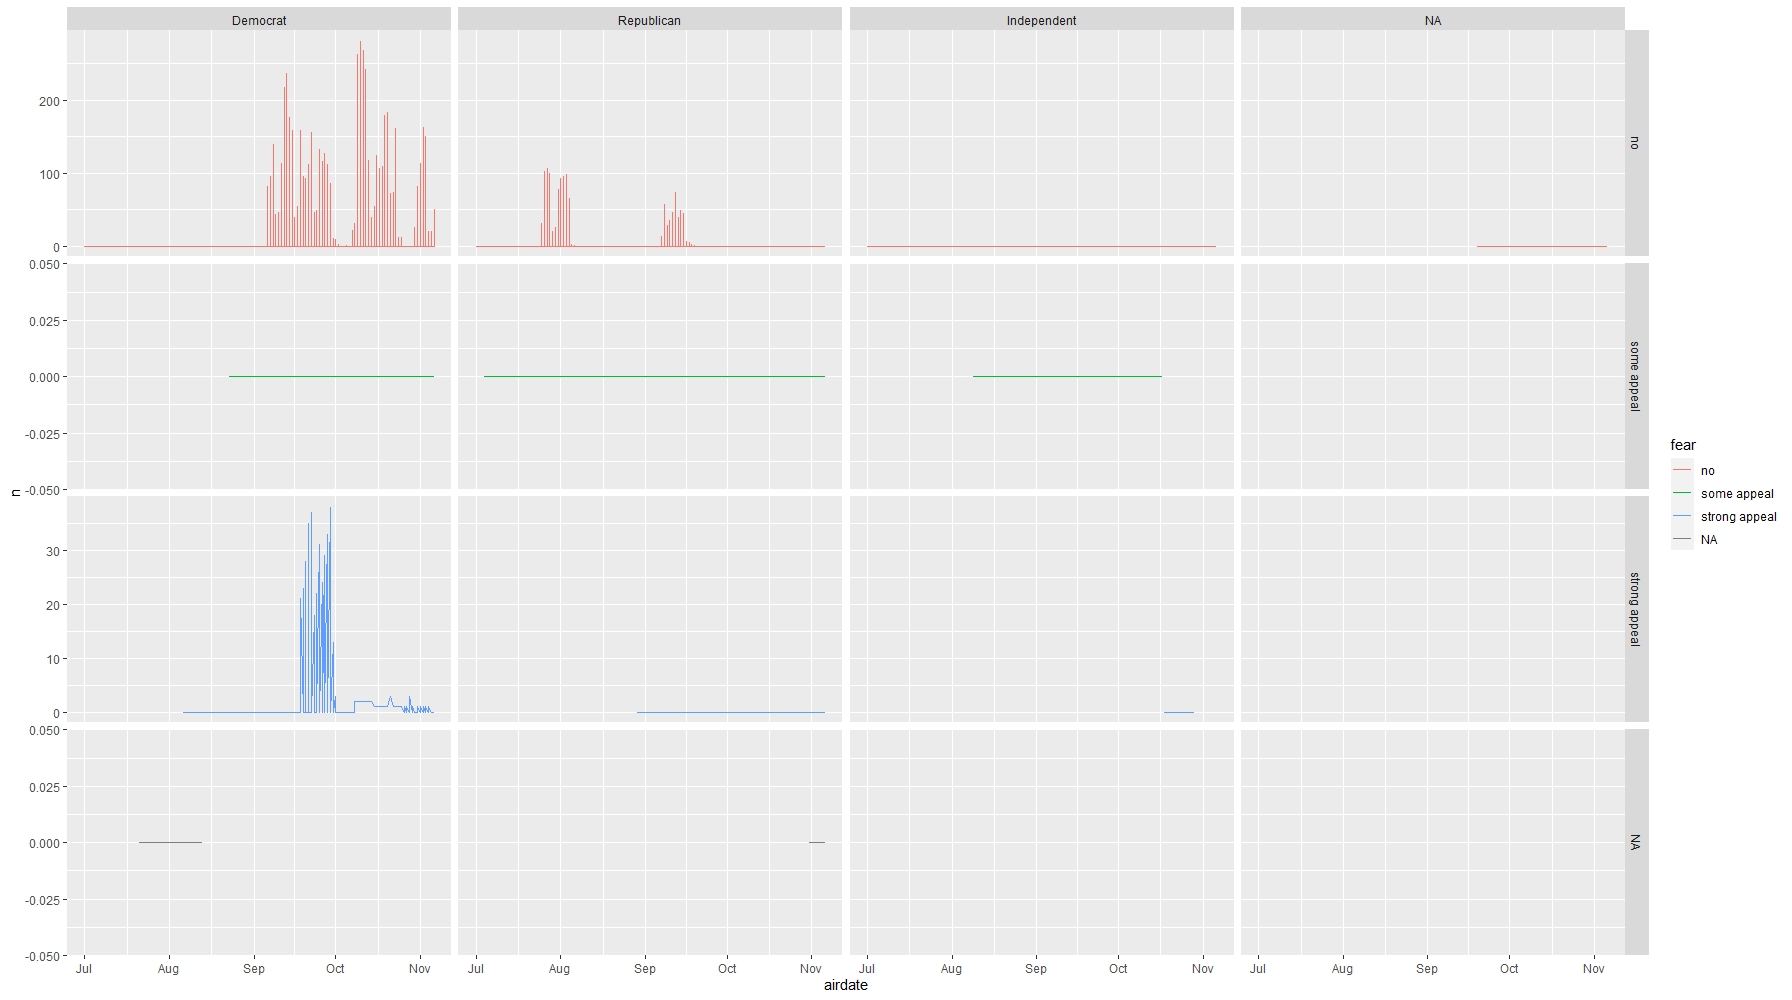 Democrat Republican Independent NA
200
100
0
no
0.050
0.025
0.000
-0.025
-0.050
some appeal
30
20
10
0
strong appeal
0.050
0.025
0.000
-0.025
-0.050
NA
n
Jul Aug Sep Oct Nov Jul Aug Sep Oct Nov Jul Aug Sep Oct Nov Jul Aug Sep Oct Nov
airdate
fear
no
some appeal
strong appeal
NA